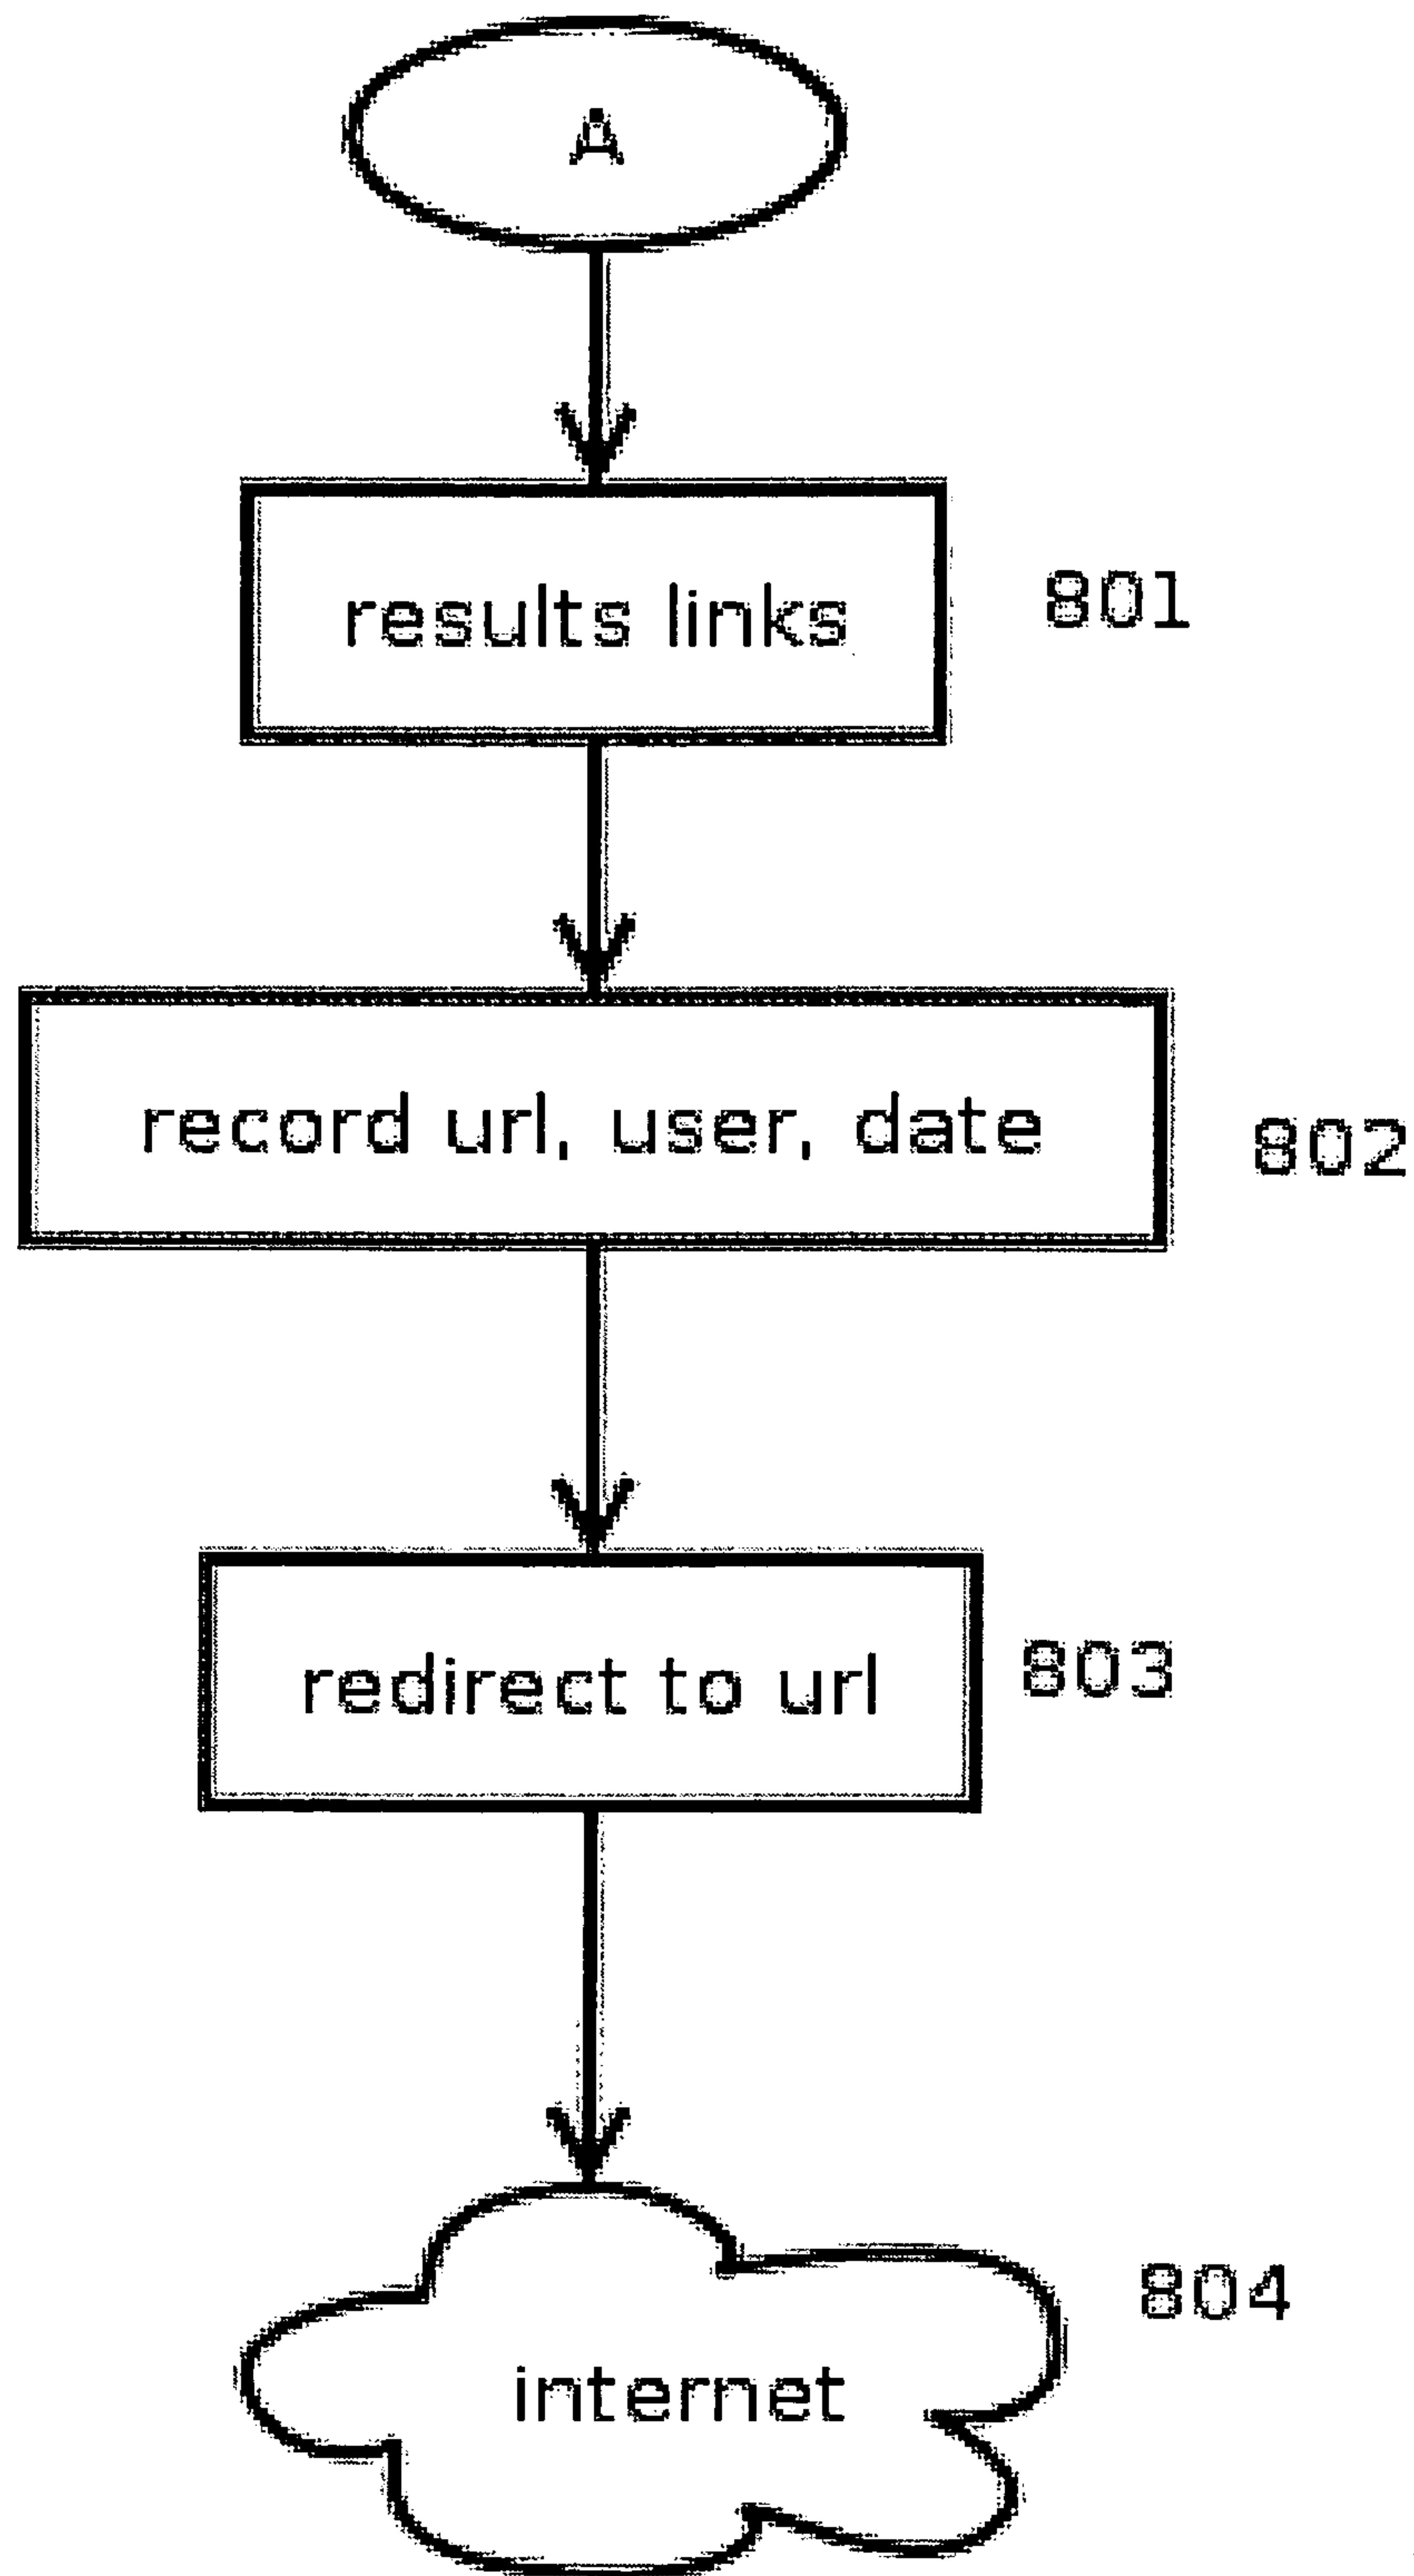 A
results links
801
record url, user, date
802
redirect to url
803
804
internet